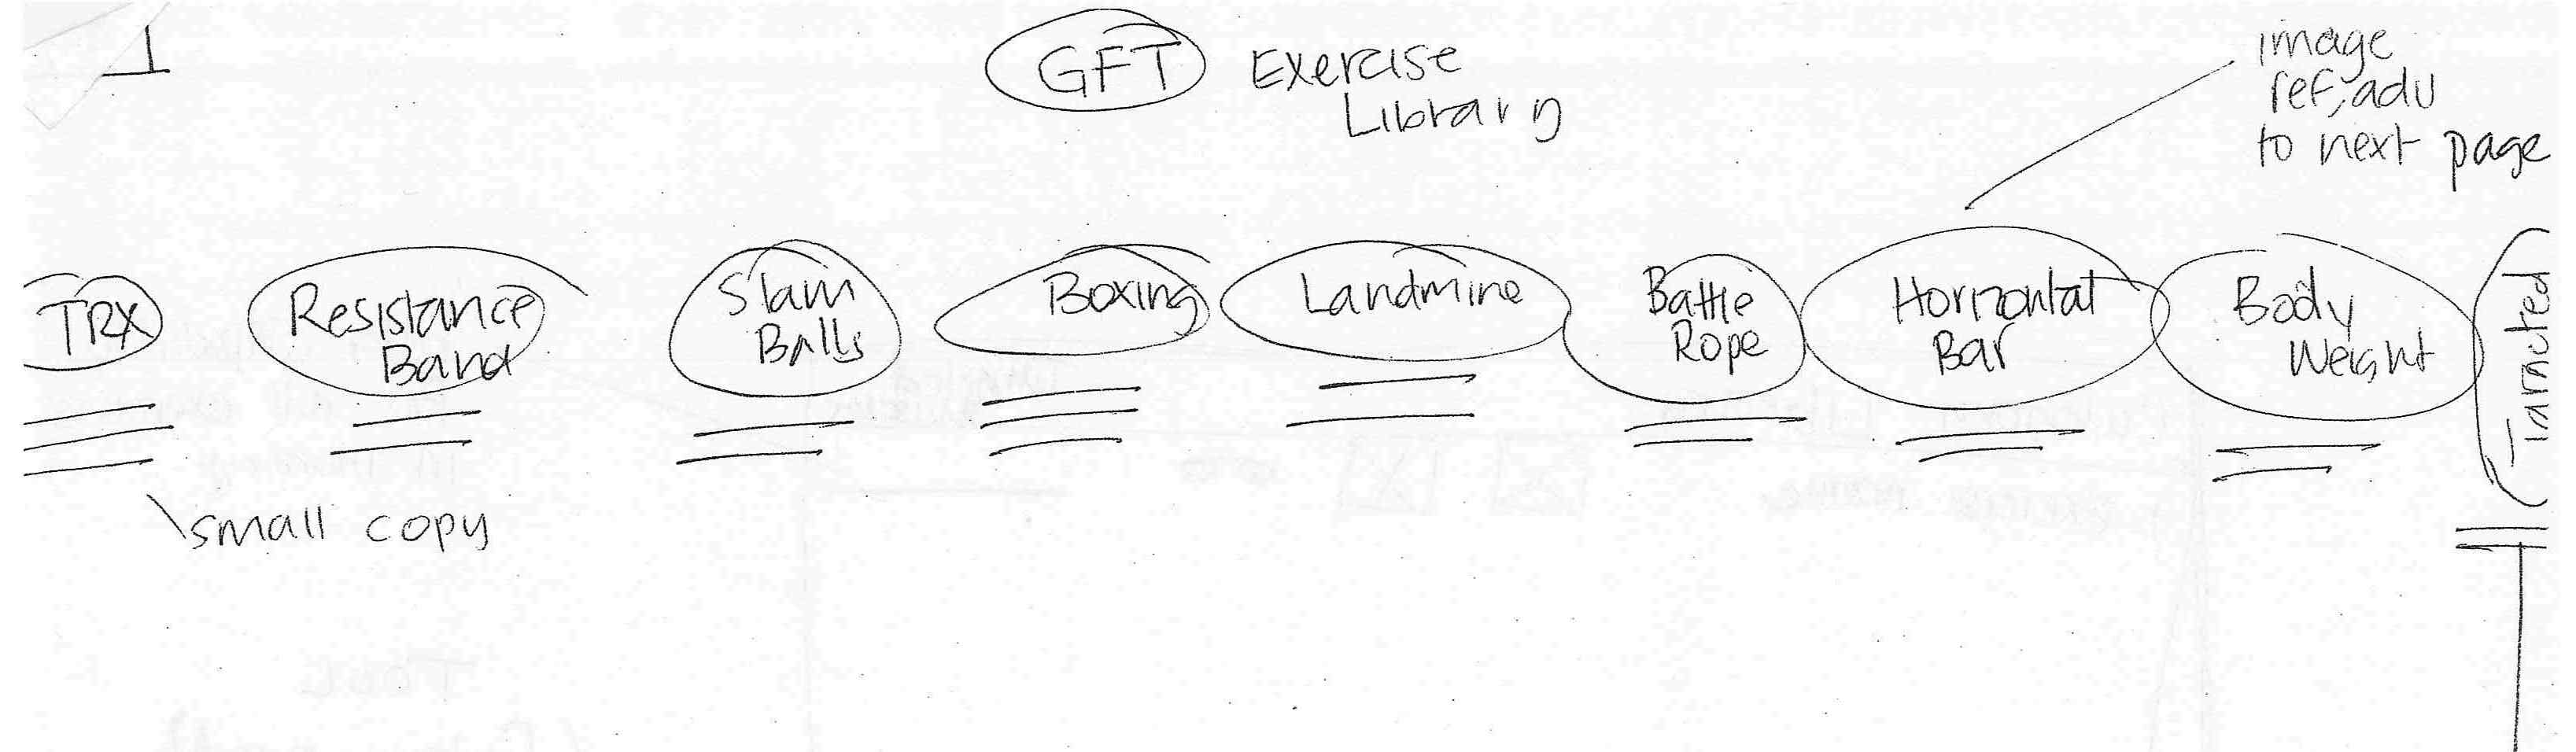 1
GFT Exercise
Library
image
ref, adv
to next page
TRX
Resistance
Band
Slam
Balls
Boxing
Landmine
Battle
Rope
Horizontal
Bar
Body
Weight
small copy